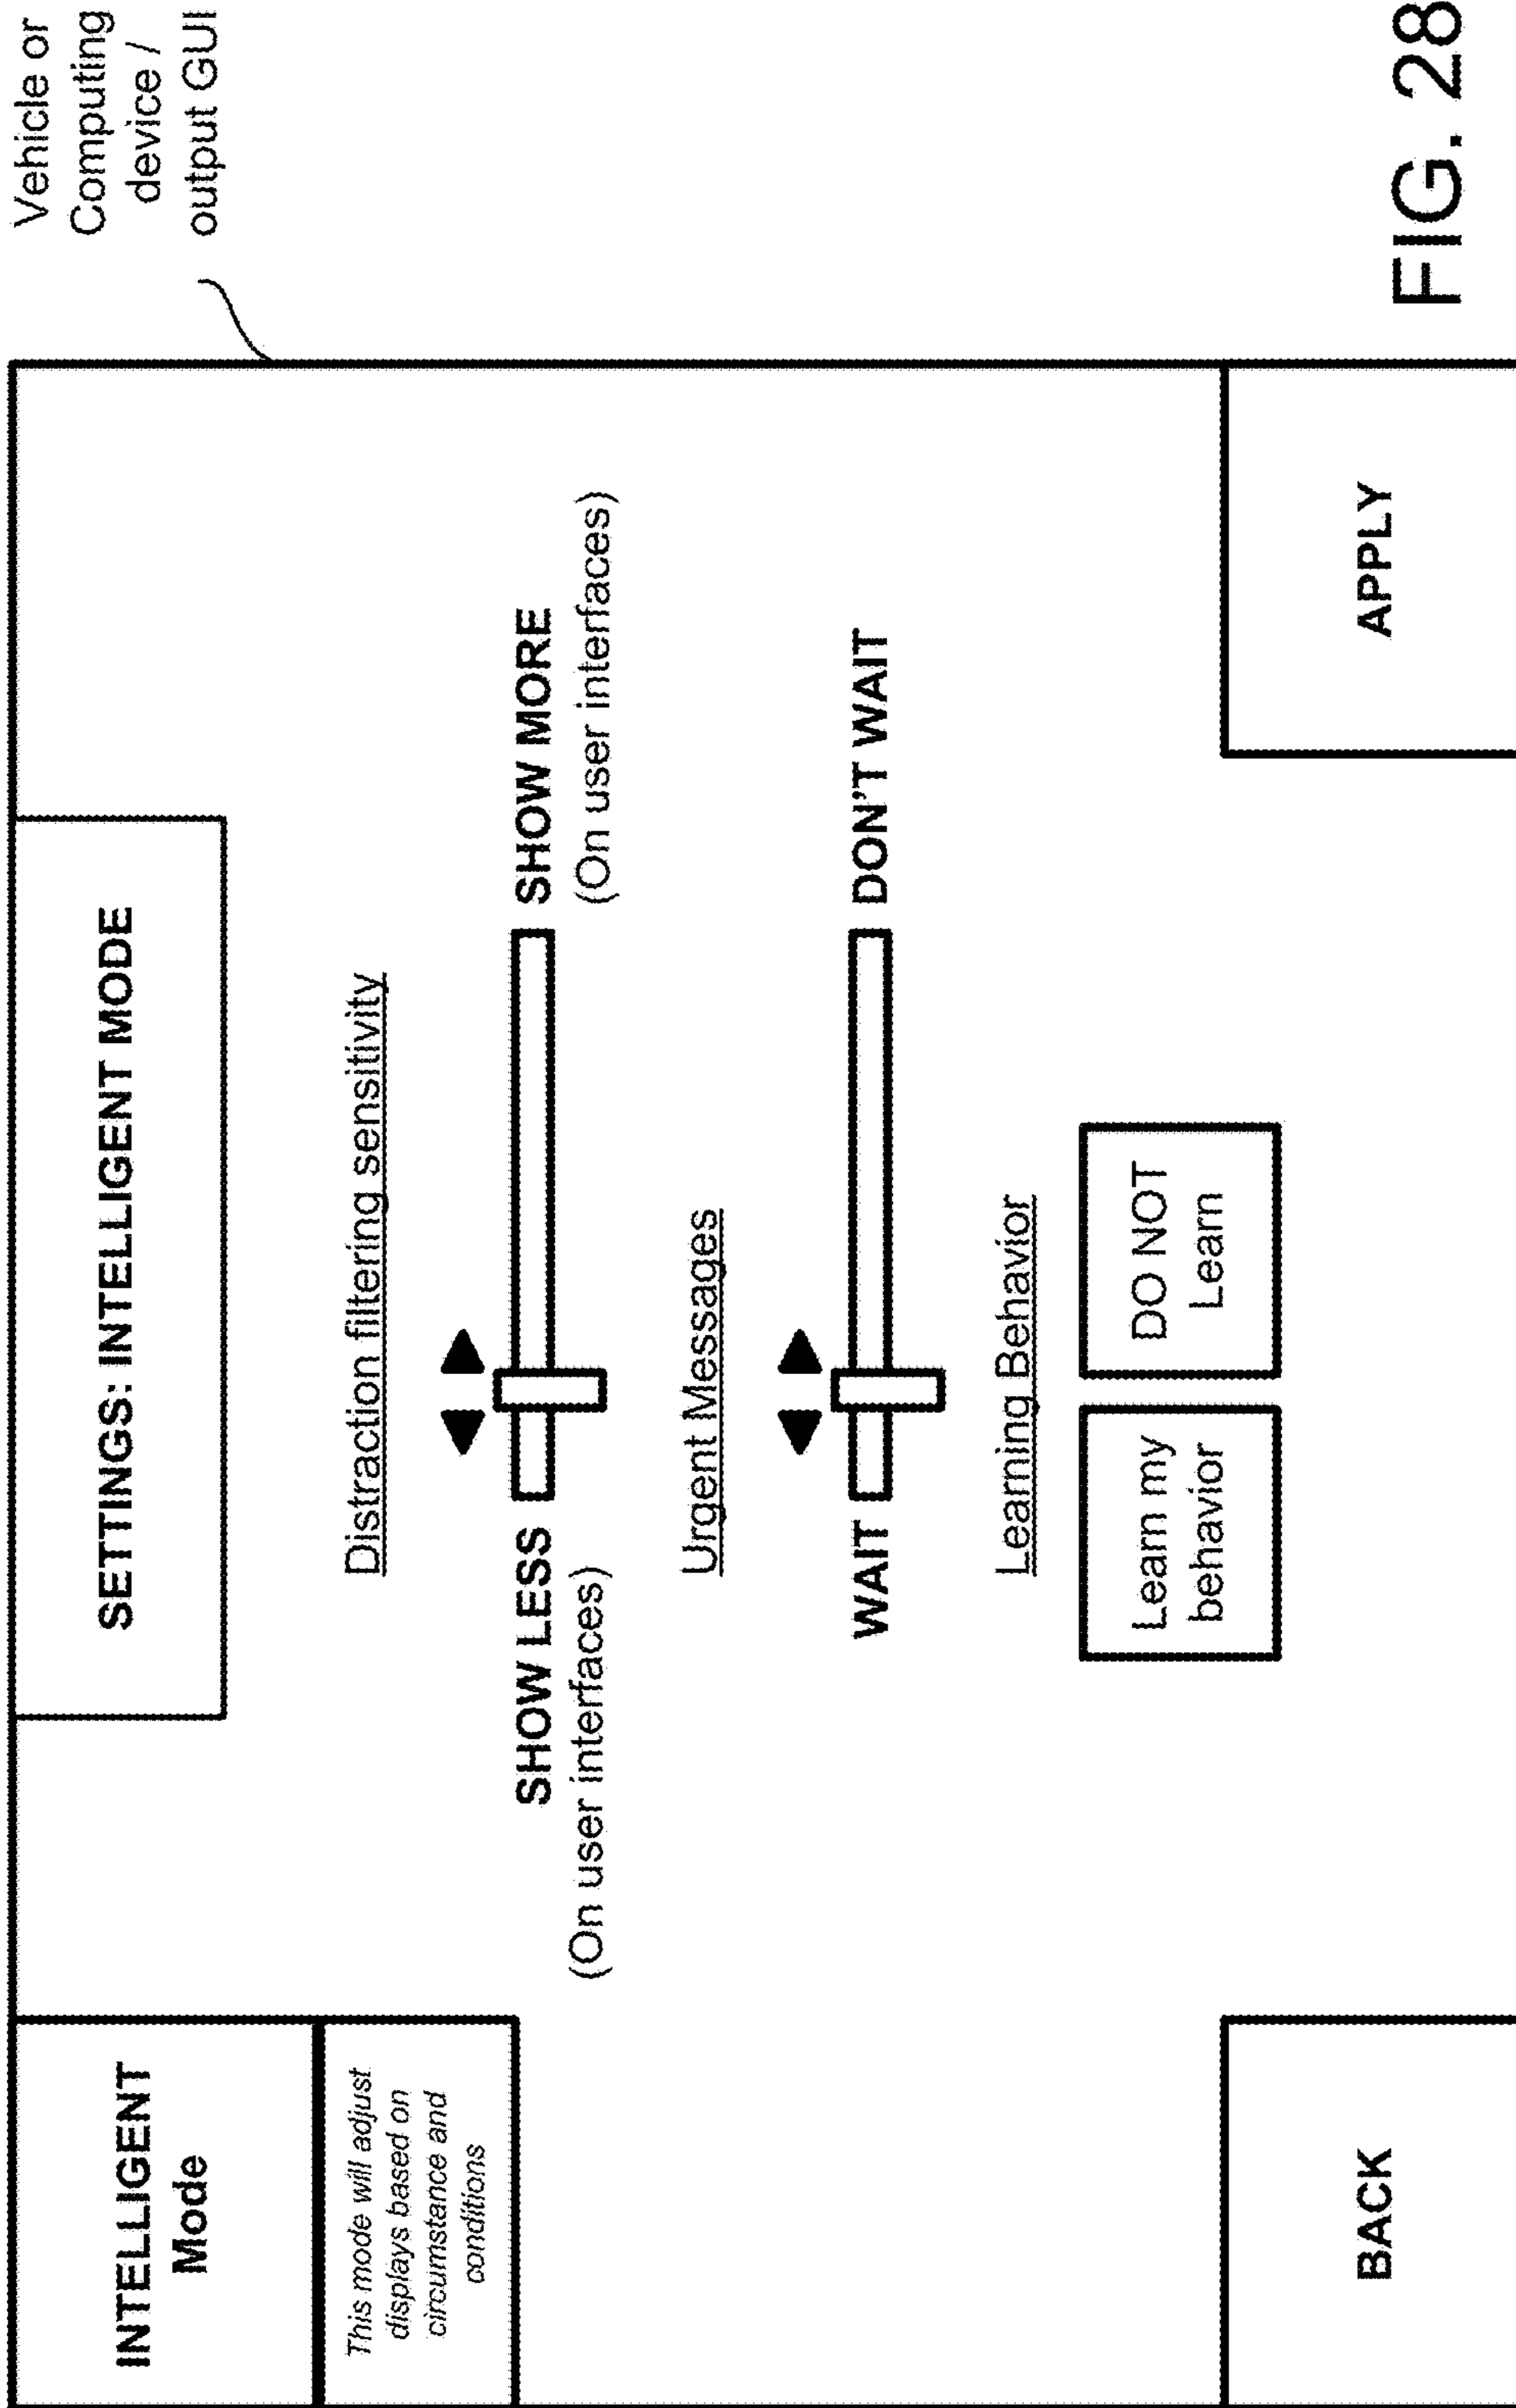 INTELLIGENT
Mode
This mode will adjust
displays based on
circumstance and
conditions
SETTINGS: INTELLIGENT MODE
Vehicle or
Computing
device /
output GUI
Distraction filtering sensitivity
SHOW LESS
(On user interfaces)
SHOW MORE
(On user interfaces)
Urgent Messages
WAIT
DON'T WAIT
Learning Behavior
Learn my
behavior
DO NOT
Learn
BACK
APPLY
FIG. 28